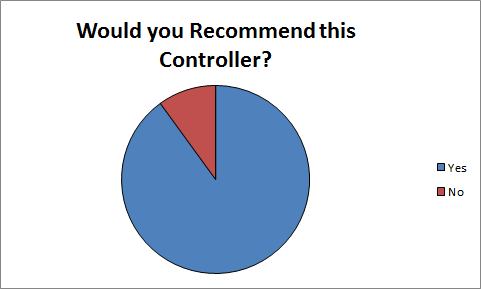 Would you Recommend this
Controller?
Yes
No